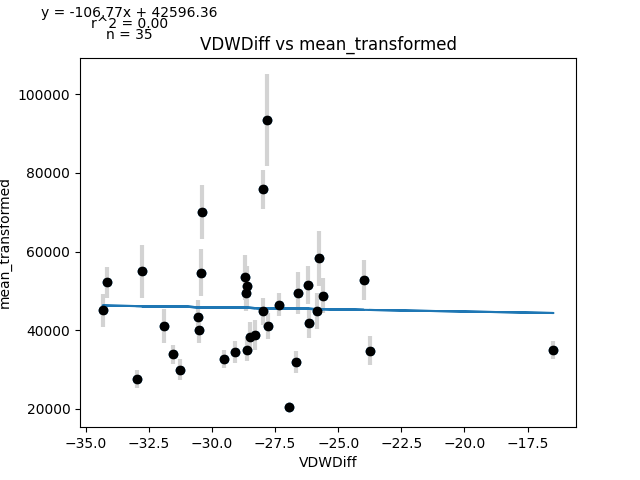 y = -106.77x + 42596.36
r^2 = 0.00
n = 35
VDWDiff vs mean_transformed
mean_transformed
100000
80000
60000
40000
20000
−35.0 −32.5 −30.0 −27.5 −25.0 −22.5 −20.0 −17.5
VDWDiff